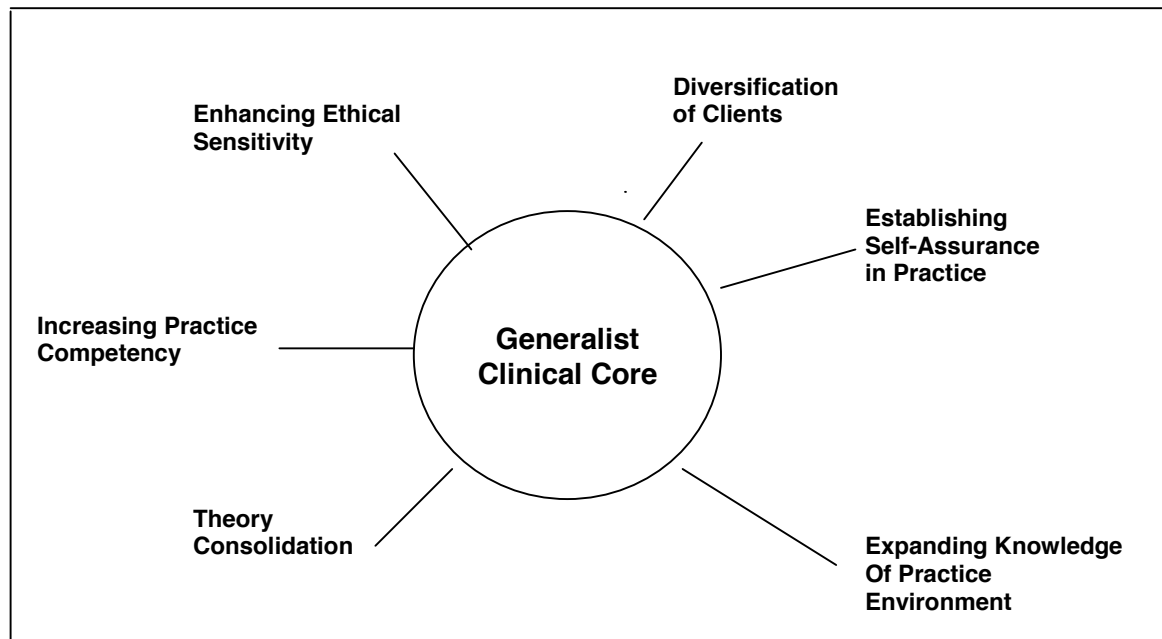 Diversification
of Clients
Enhancing Ethical
Sensitivity
Establishing
Self-Assurance
in Practice
Increasing Practice
Competency
Generalist
Clinical Core
Theory
Consolidation
Expanding Knowledge
Of Practice
Environment